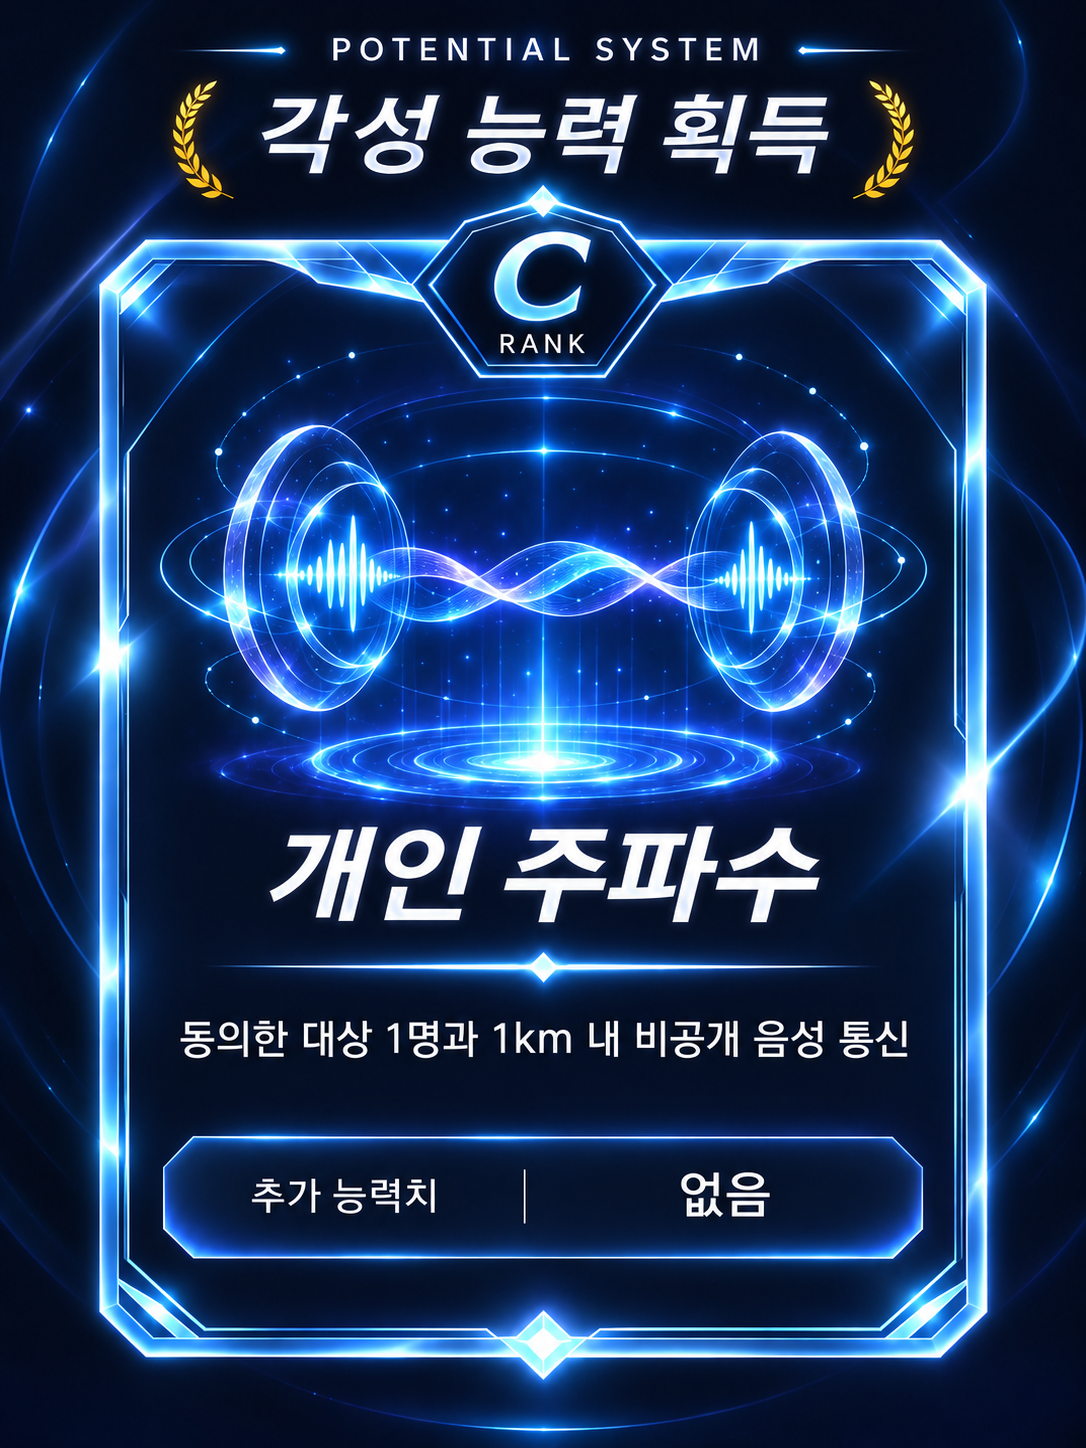 POTENTIAL SYSTEM
각성 능력 획득
C
RANK
개인 주파수
동의한 대상 1명과 1km 내 비공개 음성 통신
추가 능력치 없음